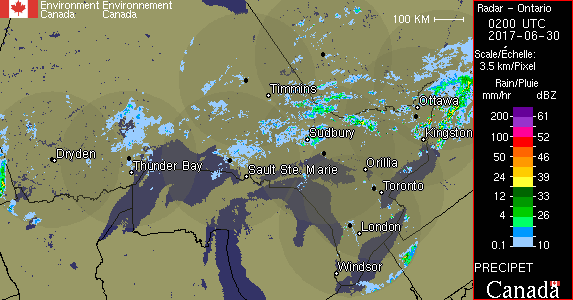 Environment Environnement
Canada Canada
100 KM
Timmins
Ottawa
Sudbury
Kingston
Dryden
Thunder Bay
Sault Ste. Marie
Orillia
Toronto
London
Windsor
Radar - Ontario
0200 UTC
2017-06-30
Scale/Échelle:
3.5 km/Pixel
Rain/Pluie
mm/hr dBZ
200 61
100 52
50 46
24 39
12 33
4 26
0.1 10
PRECIPET
Canada